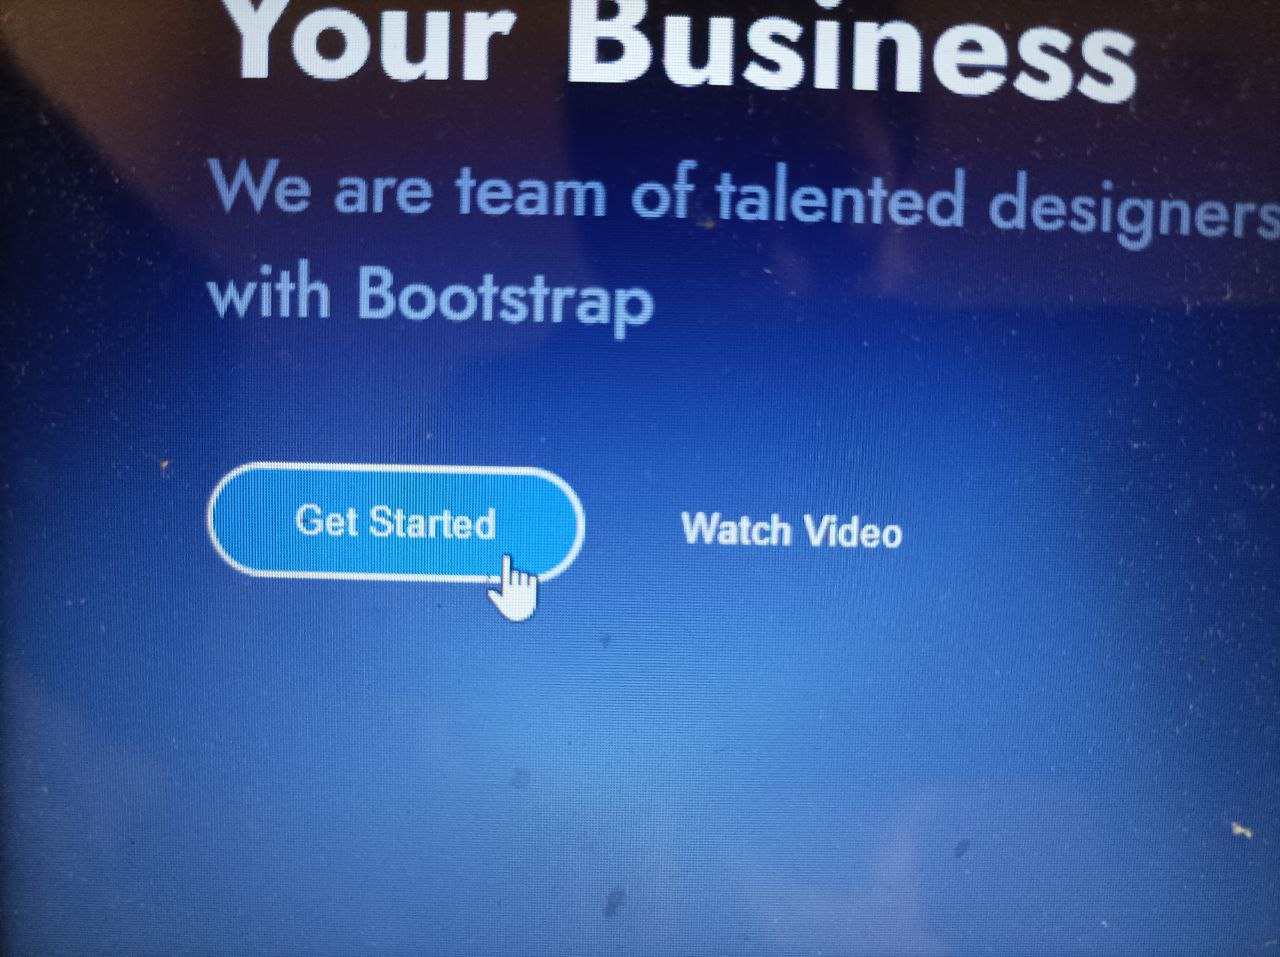 Your Business
We are team of talented designers
with Bootstrap
Get Started
Watch Video